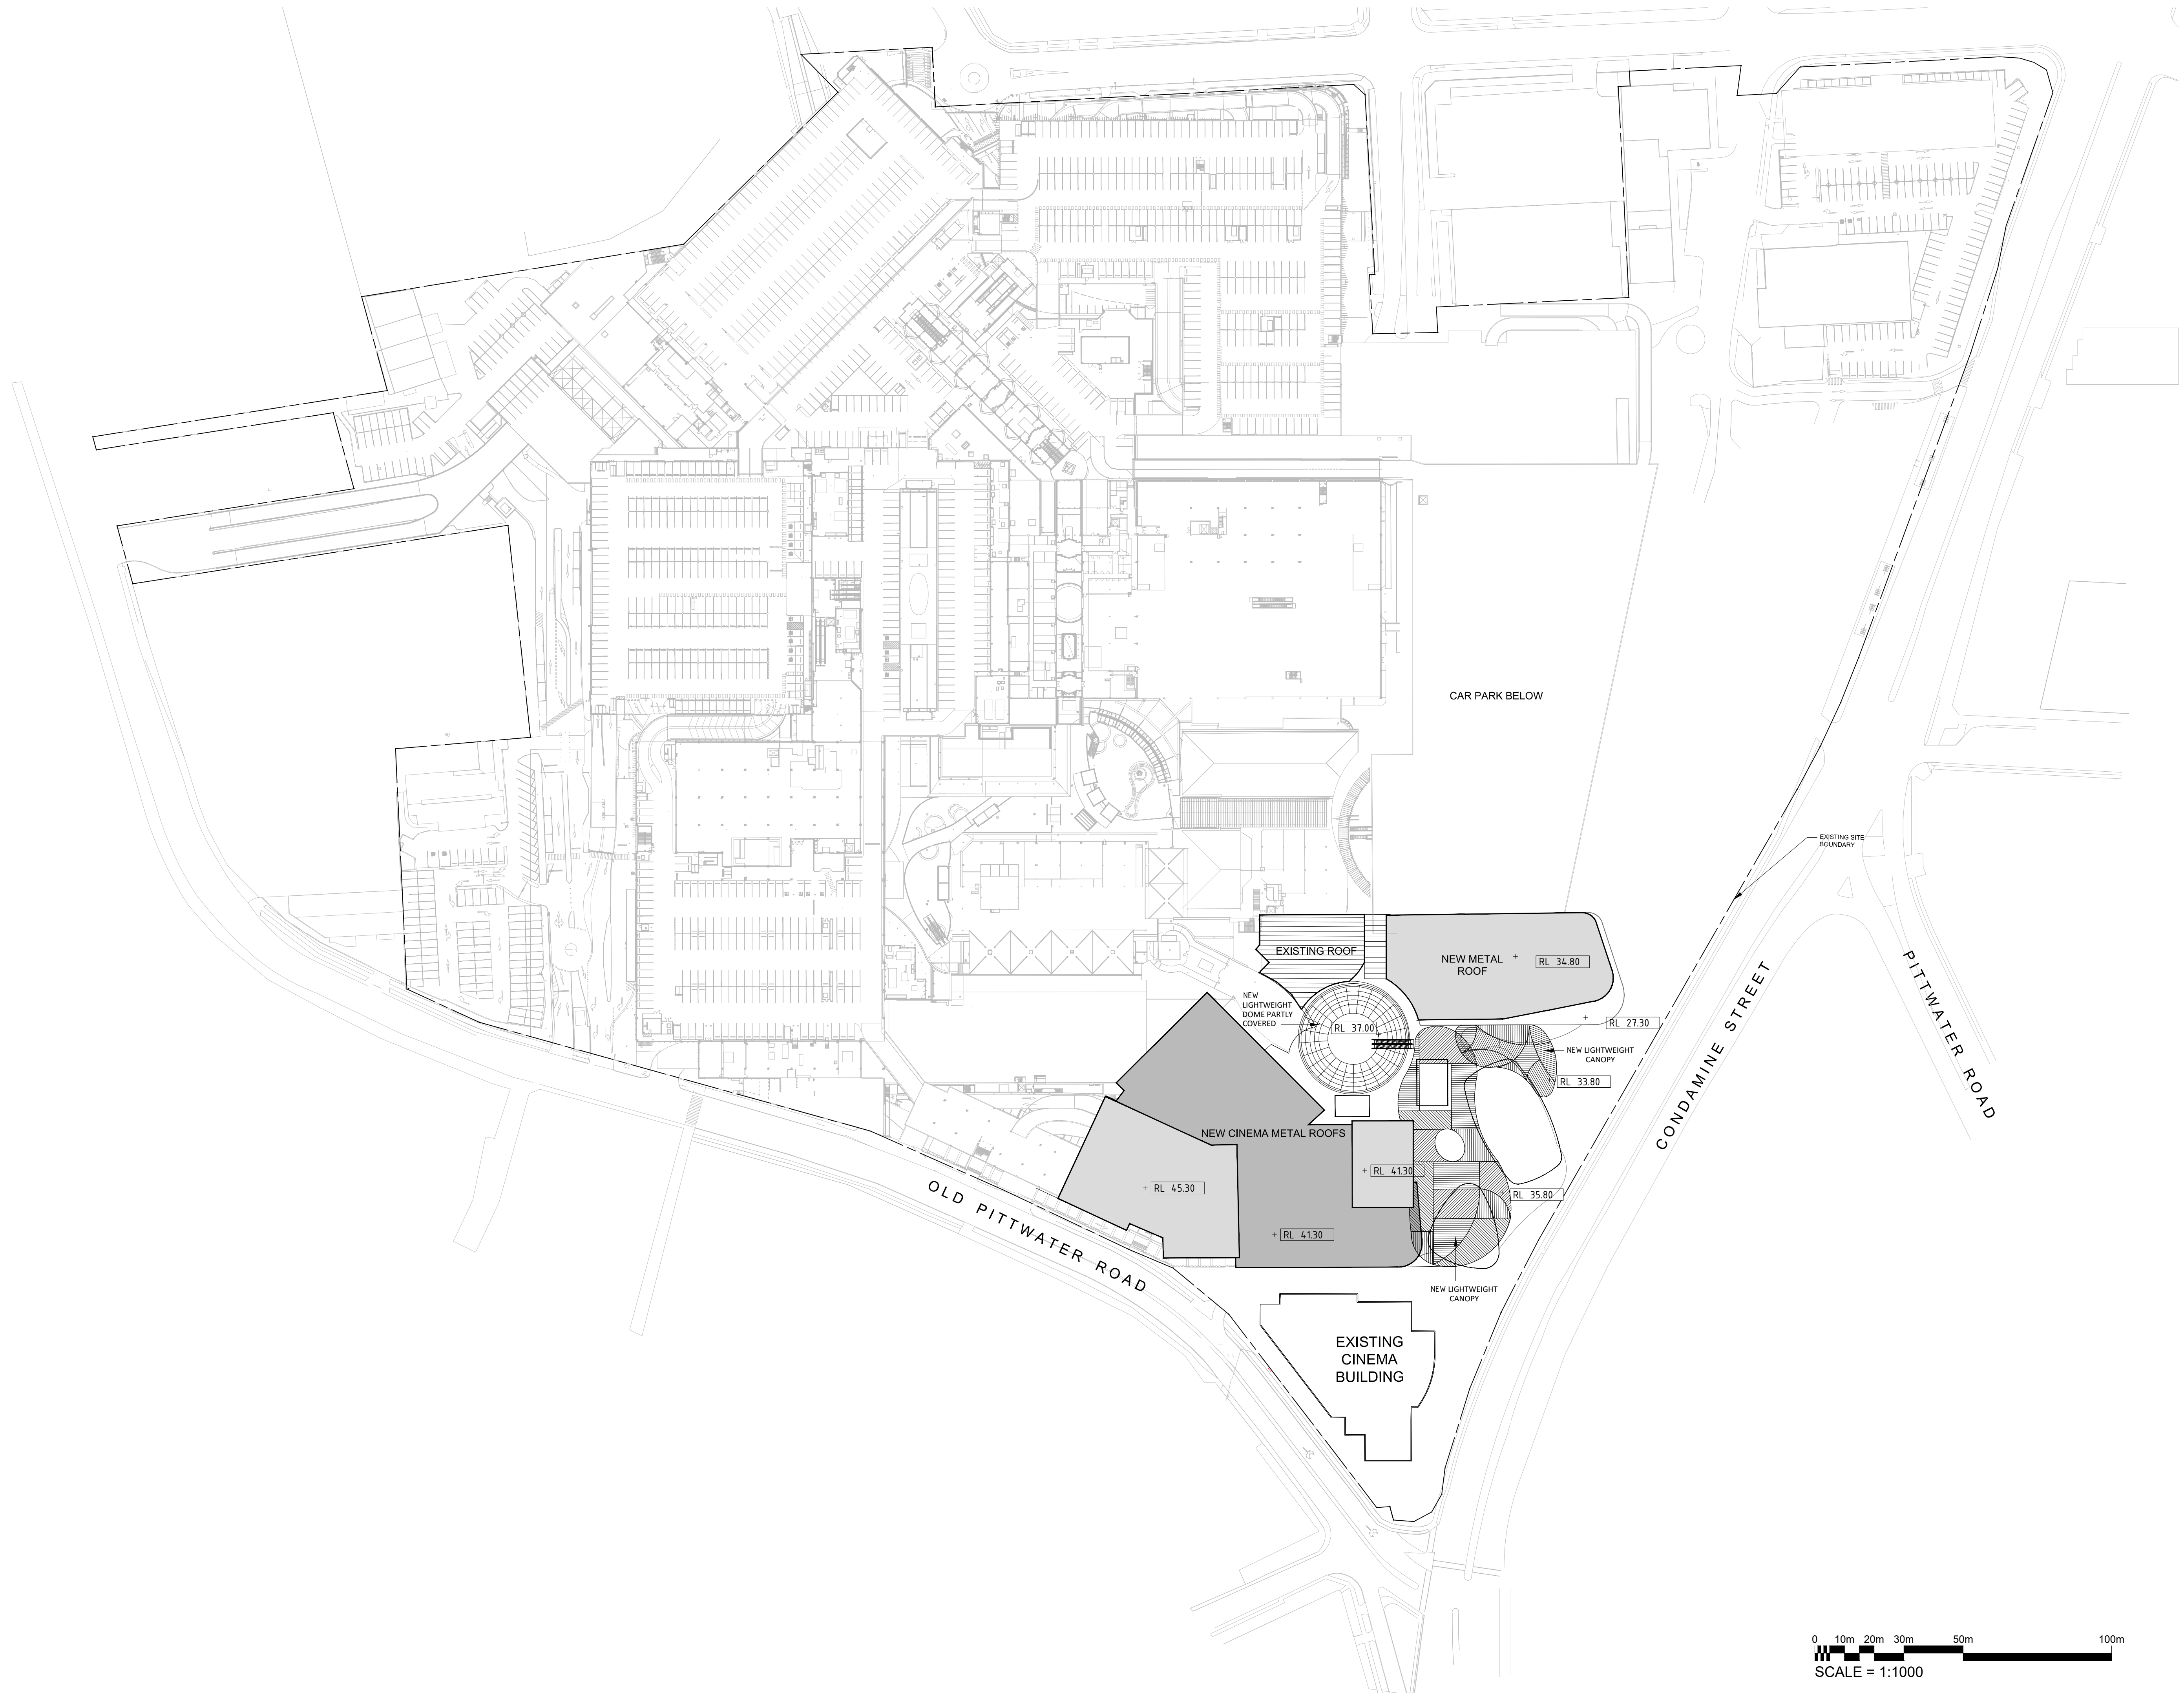 CAR PARK BELOW
EXISTING SITE
BOUNDARY
EXISTING ROOF
NEW METAL
ROOF
RL 34.80
NEW
LIGHTWEIGHT
DOME PARTLY
COVERED
RL 37.00
RL 27.30
NEW LIGHTWEIGHT
CANOPY
RL 33.80
NEW CINEMA METAL ROOFS
RL 41.30
RL 45.30
RL 35.80
RL 41.30
NEW LIGHTWEIGHT
CANOPY
EXISTING
CINEMA
BUILDING
OLD PITTWATER ROAD
CONDAMINE STREET
PITTWATER ROAD
0 10m 20m 30m 50m 100m
SCALE = 1:1000